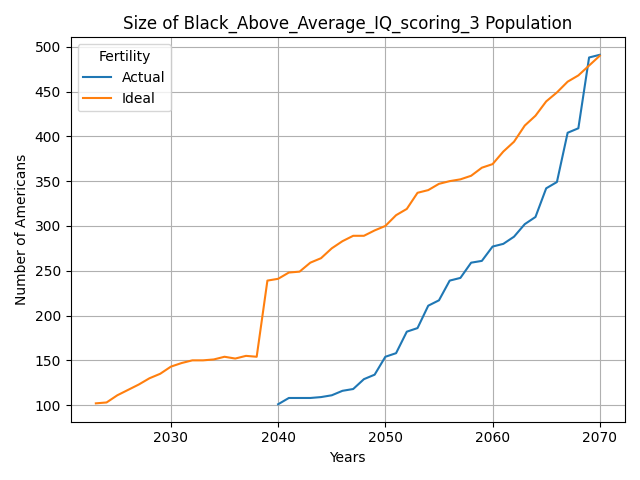 Size of Black_Above_Average_IQ_scoring_3 Population
Fertility
Actual
Ideal
500
450
400
350
300
250
200
150
100
Number of Americans
2030 2040 2050 2060 2070
Years